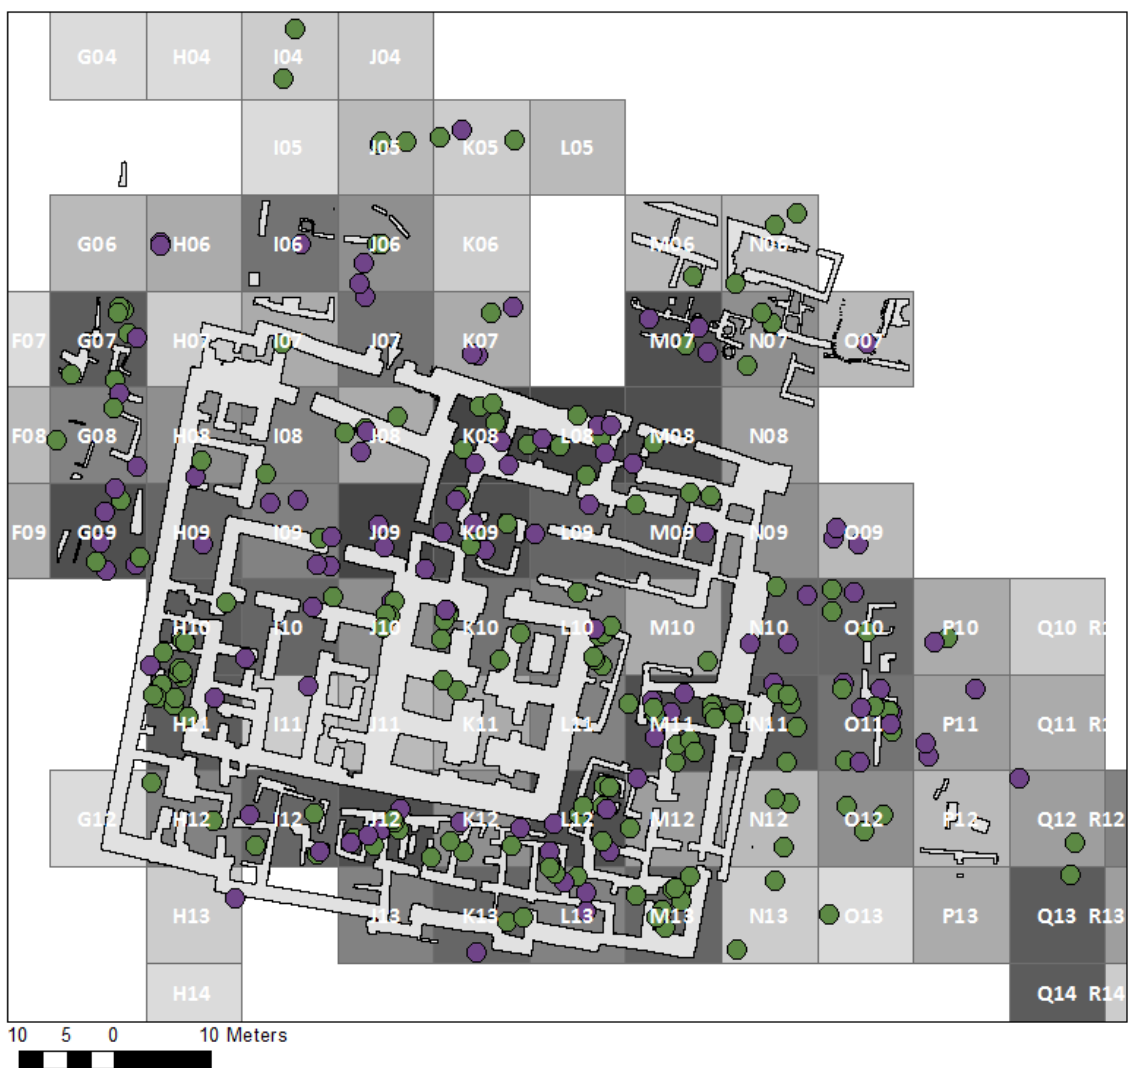 G04 H04 I04 J04
I05 J05 K05 L05
G06 H06 I06 J06 K06 M06 N06
F07 G07 H07 I07 J07 K07 M07 N07 O07
F08 G08 H08 I08 J08 K08 L08 M08 N08
F09 G09 H09 I09 J09 K09 L09 M09 N09 O09
H10 I10 J10 K10 L10 M10 N10 O10 P10 Q10 R1
H11 I11 J11 K11 L11 M11 N11 O11 P11 Q11 R1
G12 H12 I12 J12 K12 L12 M12 N12 O12 P12 Q12 R12
H13 J13 K13 L13 M13 N13 O13 P13 Q13 R13
H14 Q14 R14
10 5 0 10 Meters